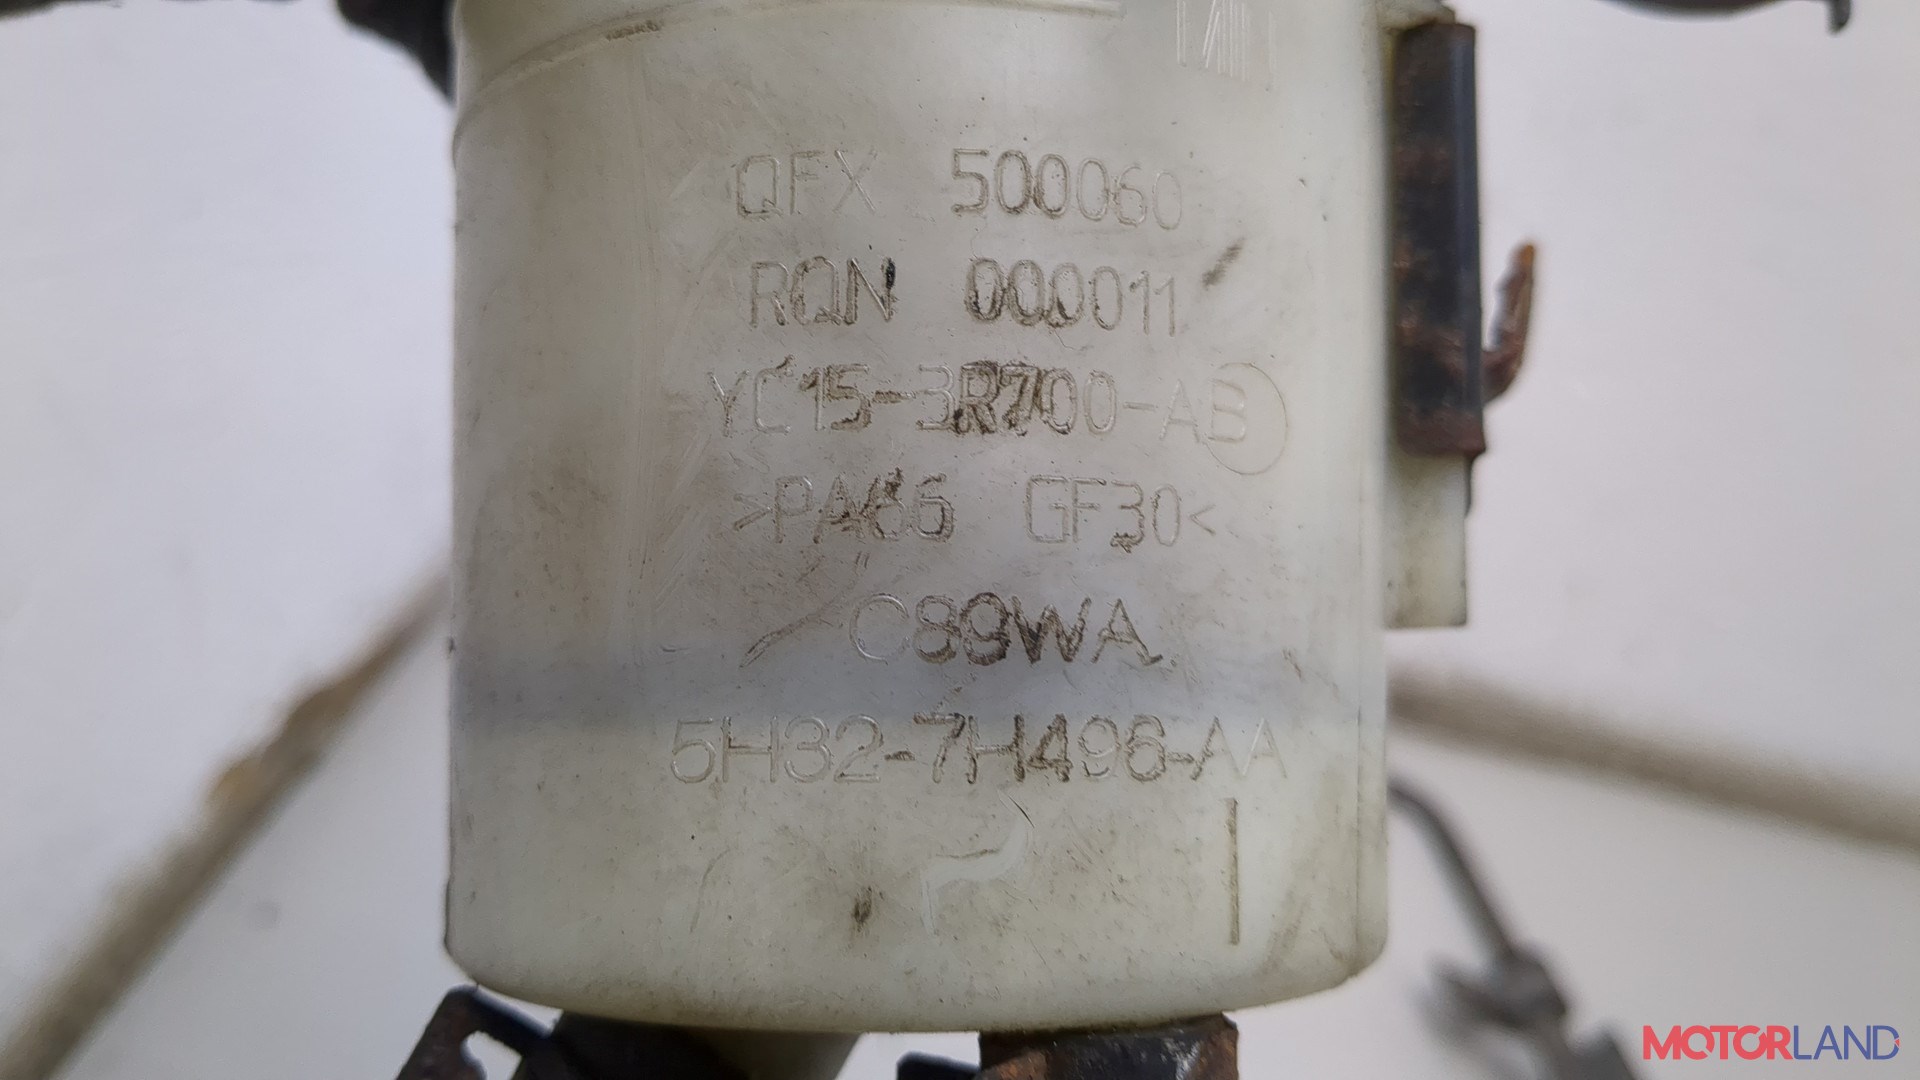 QFX 500060
RQN 000011
YC15-3R700-AB
>PA66 GF30<
C89WA
5H32-7H496-AA
MOTORLAND